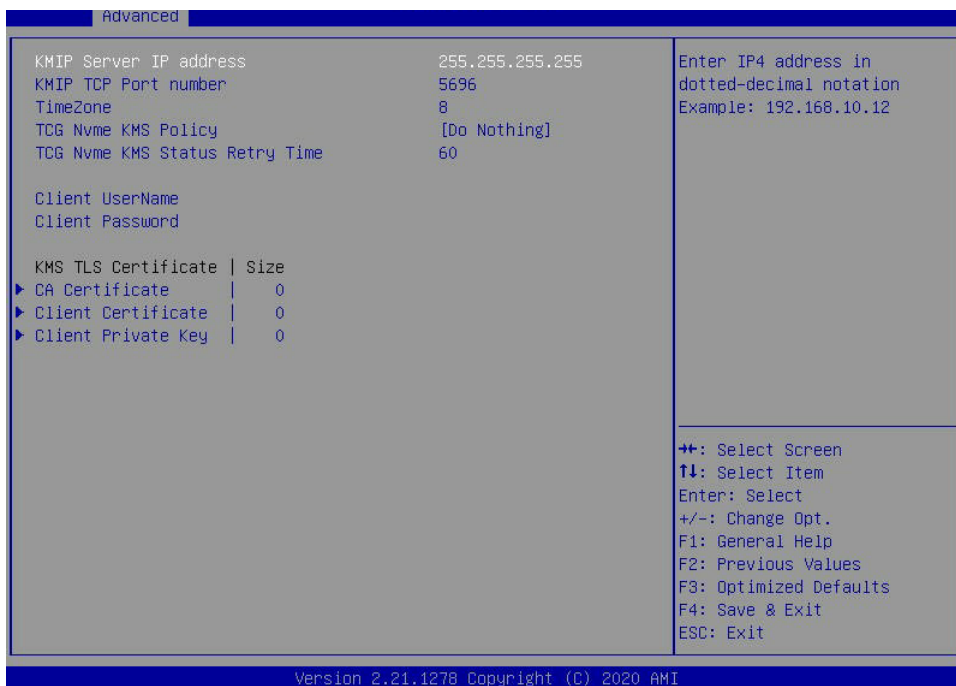 Advanced
KMIP Server IP address 255.255.255.255
KMIP TCP Port number 5696
TimeZone 8
TCG Nvme KMS Policy [Do Nothing]
TCG Nvme KMS Status Retry Time 60
Client UserName
Client Password
KMS TLS Certificate | Size
▶ CA Certificate | 0
▶ Client Certificate | 0
▶ Client Private Key | 0
Enter IP4 address in
dotted-decimal notation
Example: 192.168.10.12
→←: Select Screen
↑↓: Select Item
Enter: Select
+/-: Change Opt.
F1: General Help
F2: Previous Values
F3: Optimized Defaults
F4: Save & Exit
ESC: Exit
Version 2.21.1278 Copyright (C) 2020 AMI